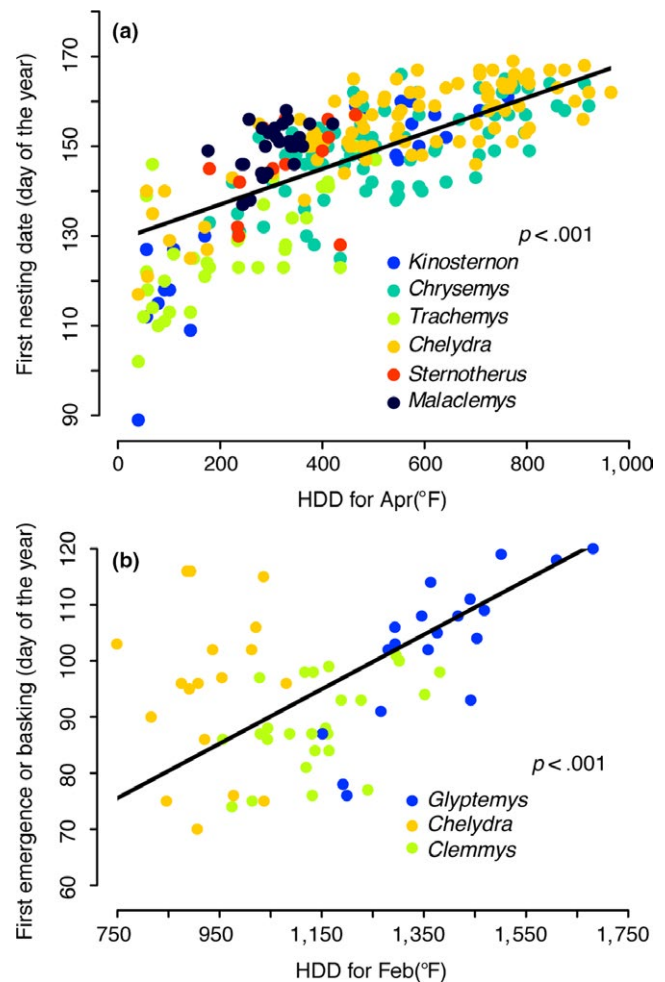 (a)
First nesting date (day of the year)
170
150
130
110
90
p < .001
Kinosternon
Chrysemys
Trachemys
Chelydra
Sternotherus
Malaclemys
0 200 400 600 800 1,000
HDD for Apr(°F)
(b)
First emergence or basking (day of the year)
120
110
100
90
80
70
60
p < .001
Glyptemys
Chelydra
Clemmys
750 950 1,150 1,350 1,550 1,750
HDD for Feb(°F)